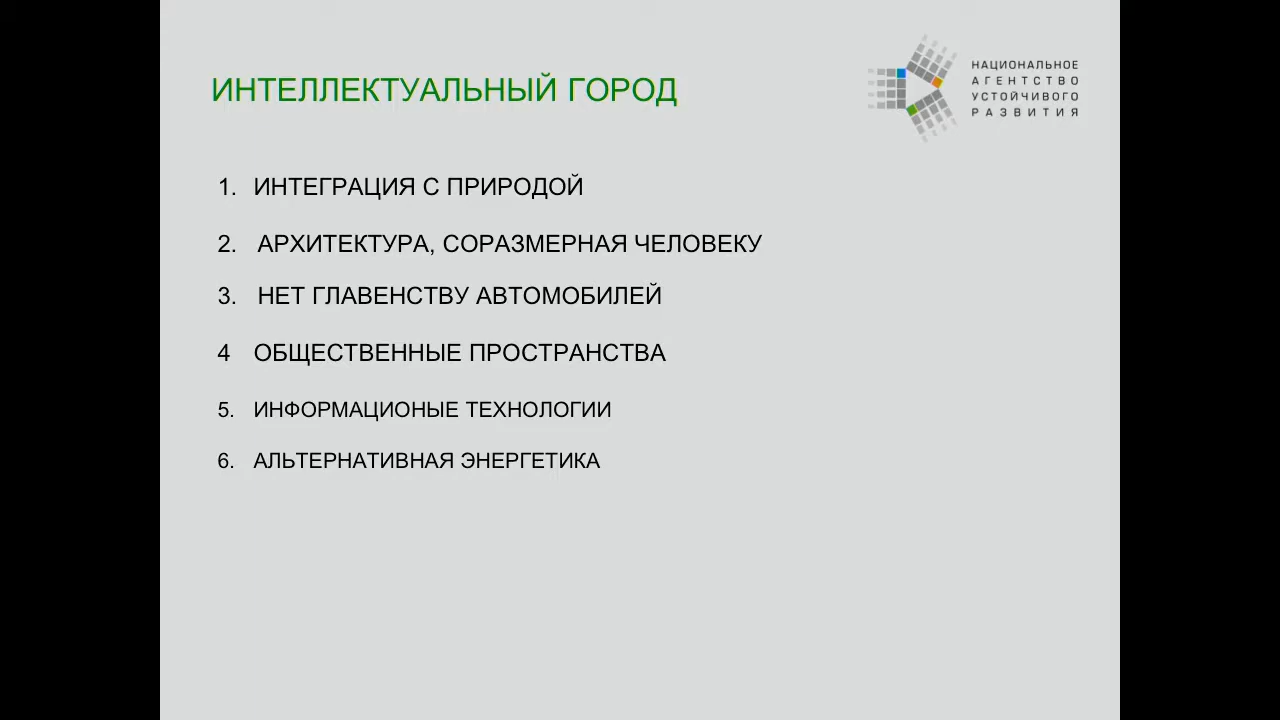 ИНТЕЛЛЕКТУАЛЬНЫЙ ГОРОД
НАЦИОНАЛЬНОЕ
АГЕНТСТВО
УСТОЙЧИВОГО
РАЗВИТИЯ
1. ИНТЕГРАЦИЯ С ПРИРОДОЙ
2. АРХИТЕКТУРА, СОРАЗМЕРНАЯ ЧЕЛОВЕКУ
3. НЕТ ГЛАВЕНСТВУ АВТОМОБИЛЕЙ
4 ОБЩЕСТВЕННЫЕ ПРОСТРАНСТВА
5. ИНФОРМАЦИОНЫЕ ТЕХНОЛОГИИ
6. АЛЬТЕРНАТИВНАЯ ЭНЕРГЕТИКА